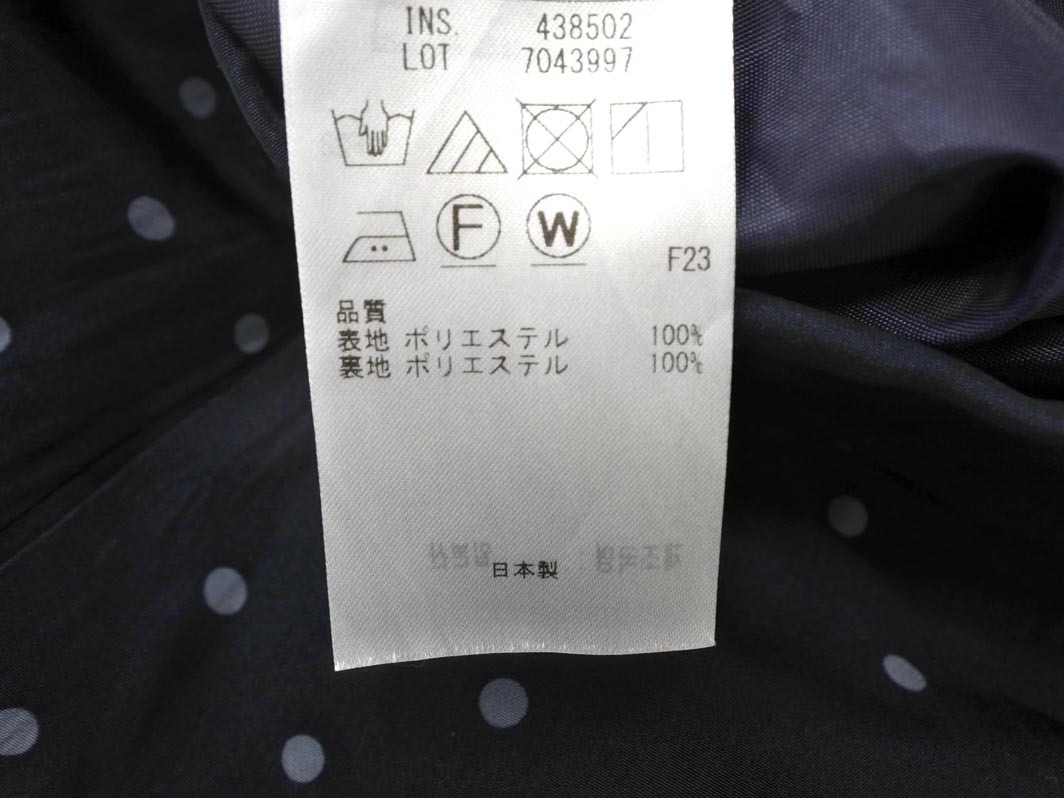 INS. 438502
LOT 7043997
F W
F23
品質
表地 ポリエステル 100%
裏地 ポリエステル 100%
日本製